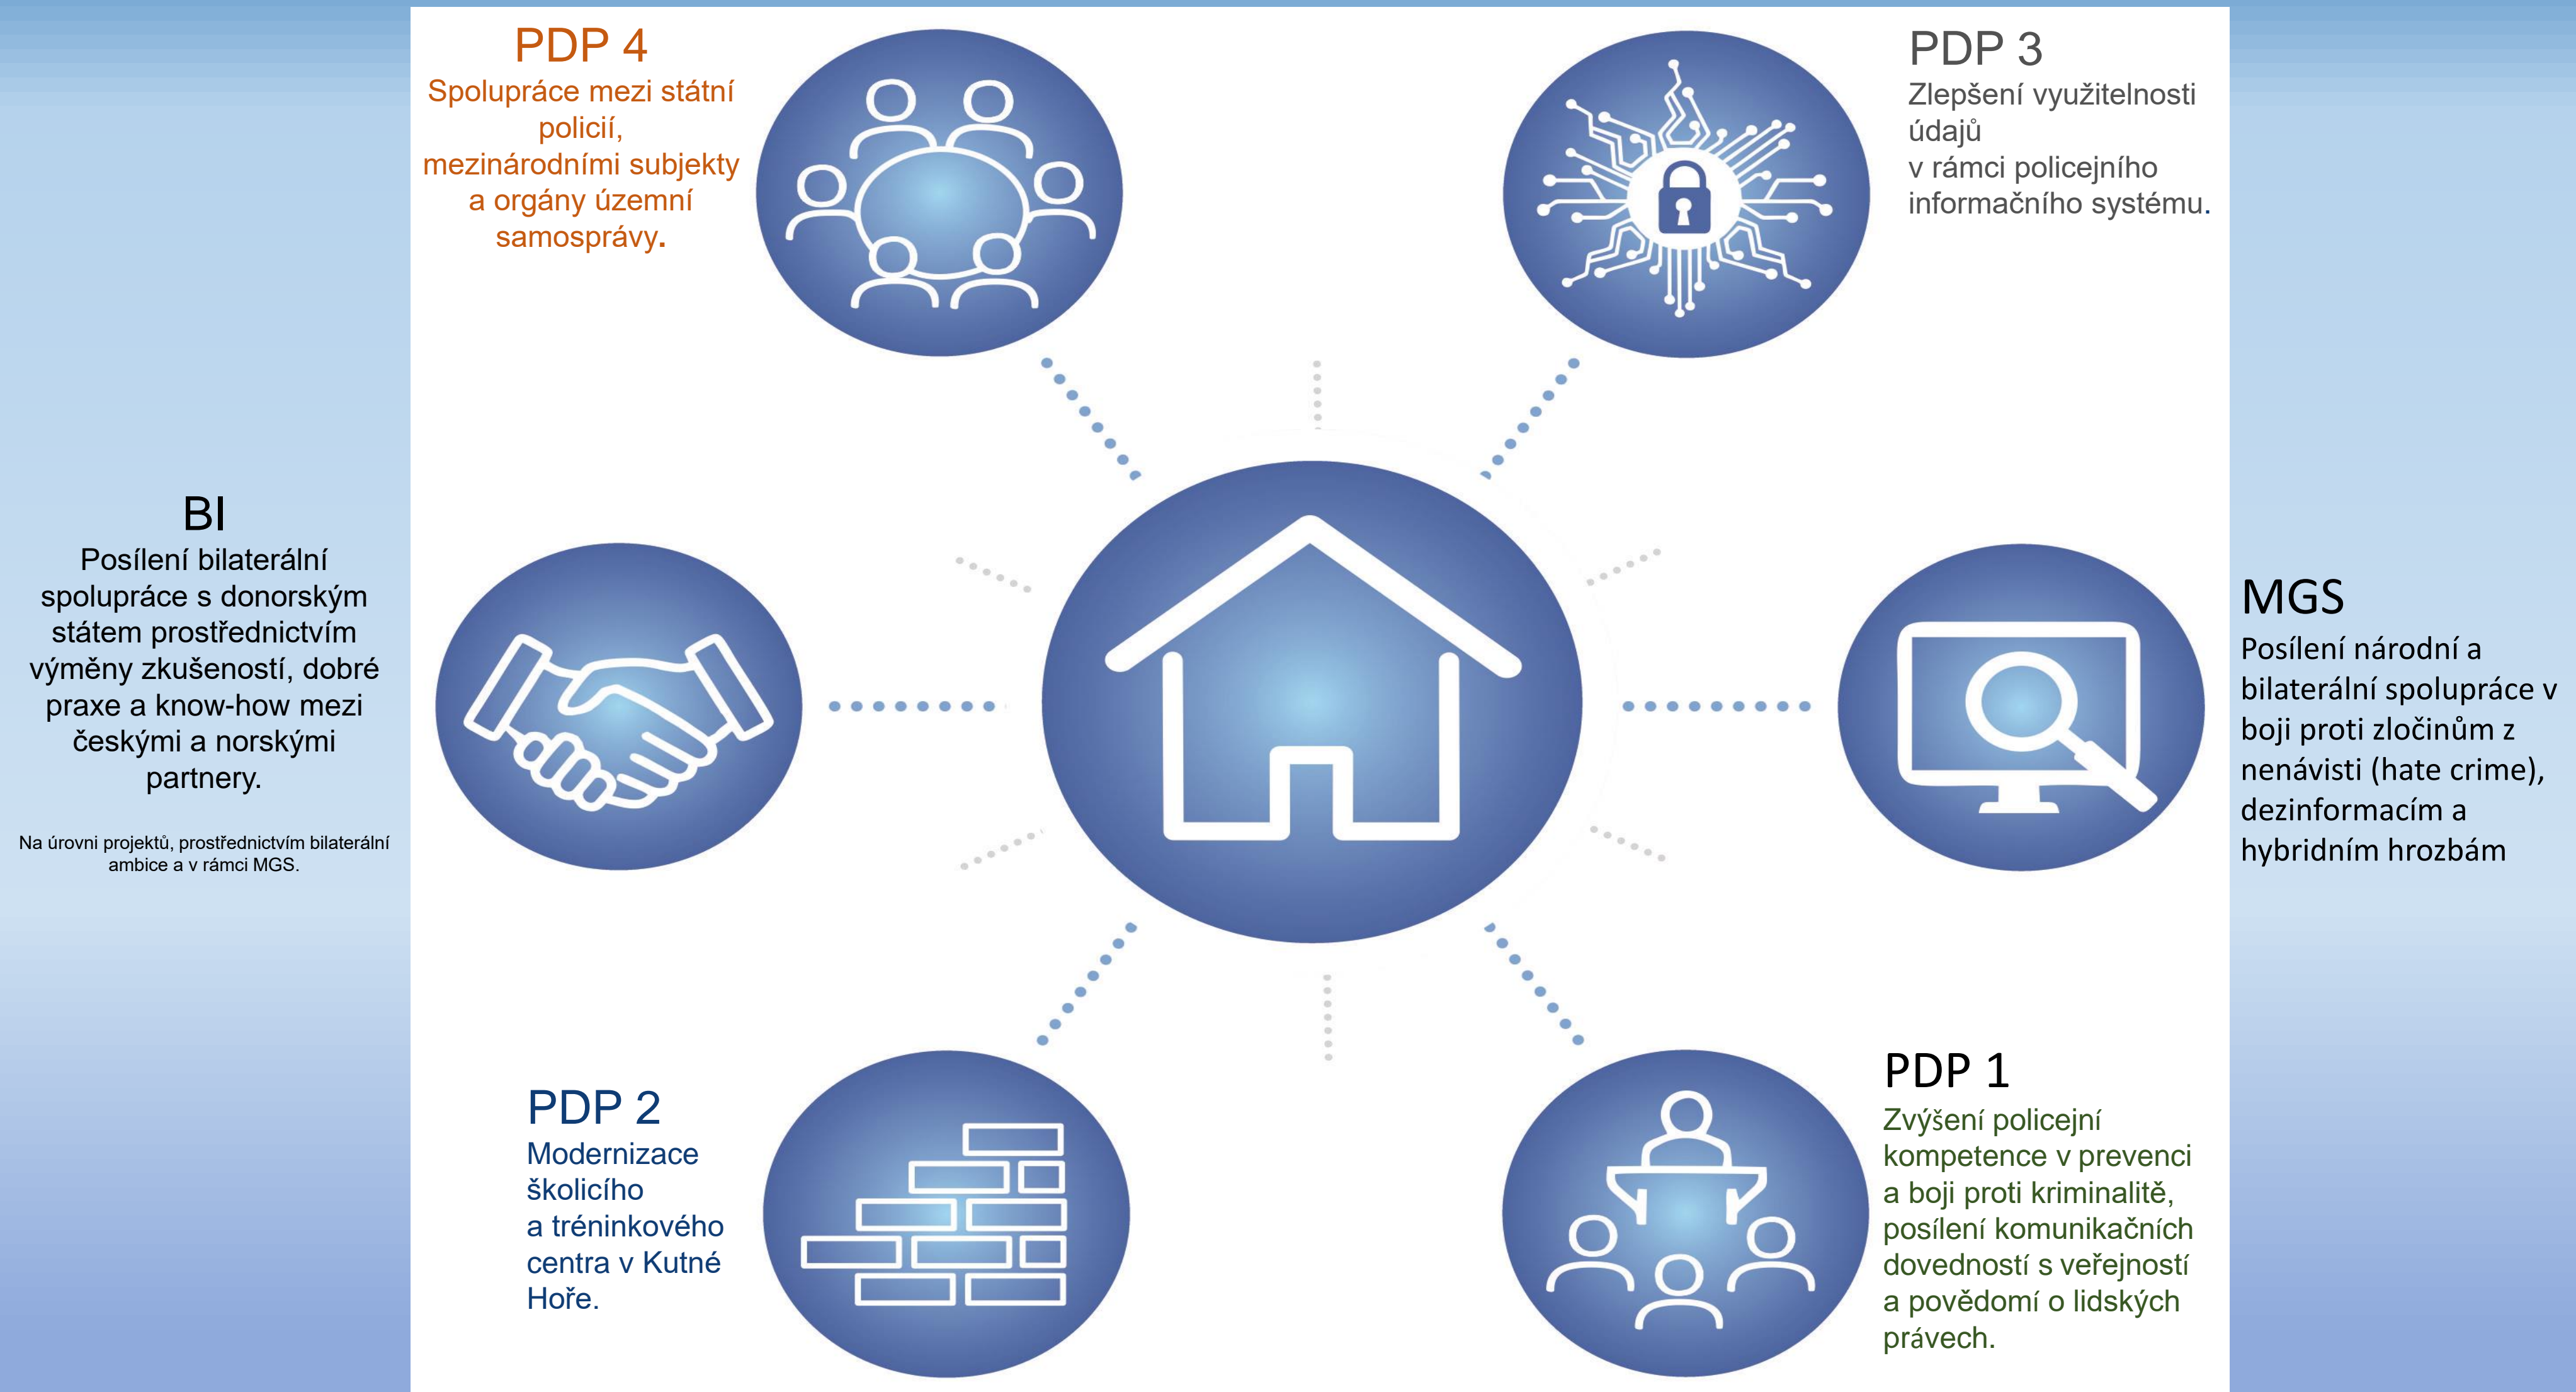 PDP 4
Spolupráce mezi státní
policií,
mezinárodními subjekty
a orgány územní
samosprávy.
PDP 3
Zlepšení využitelnosti
údajů
v rámci policejního
informačního systému.
BI
Posílení bilaterální
spolupráce s donorským
státem prostřednictvím
výměny zkušeností, dobré
praxe a know-how mezi
českými a norskými
partnery.
Na úrovni projektů, prostřednictvím bilaterální
ambice a v rámci MGS.
MGS
Posílení národní a
bilaterální spolupráce v
boji proti zločinům z
nenávisti (hate crime),
dezinformacím a
hybridním hrozbám
PDP 2
Modernizace
školicího
a tréninkového
centra v Kutné
Hoře.
PDP 1
Zvýšení policejní
kompetence v prevenci
a boji proti kriminalitě,
posílení komunikačních
dovedností s veřejností
a povědomí o lidských
právech.